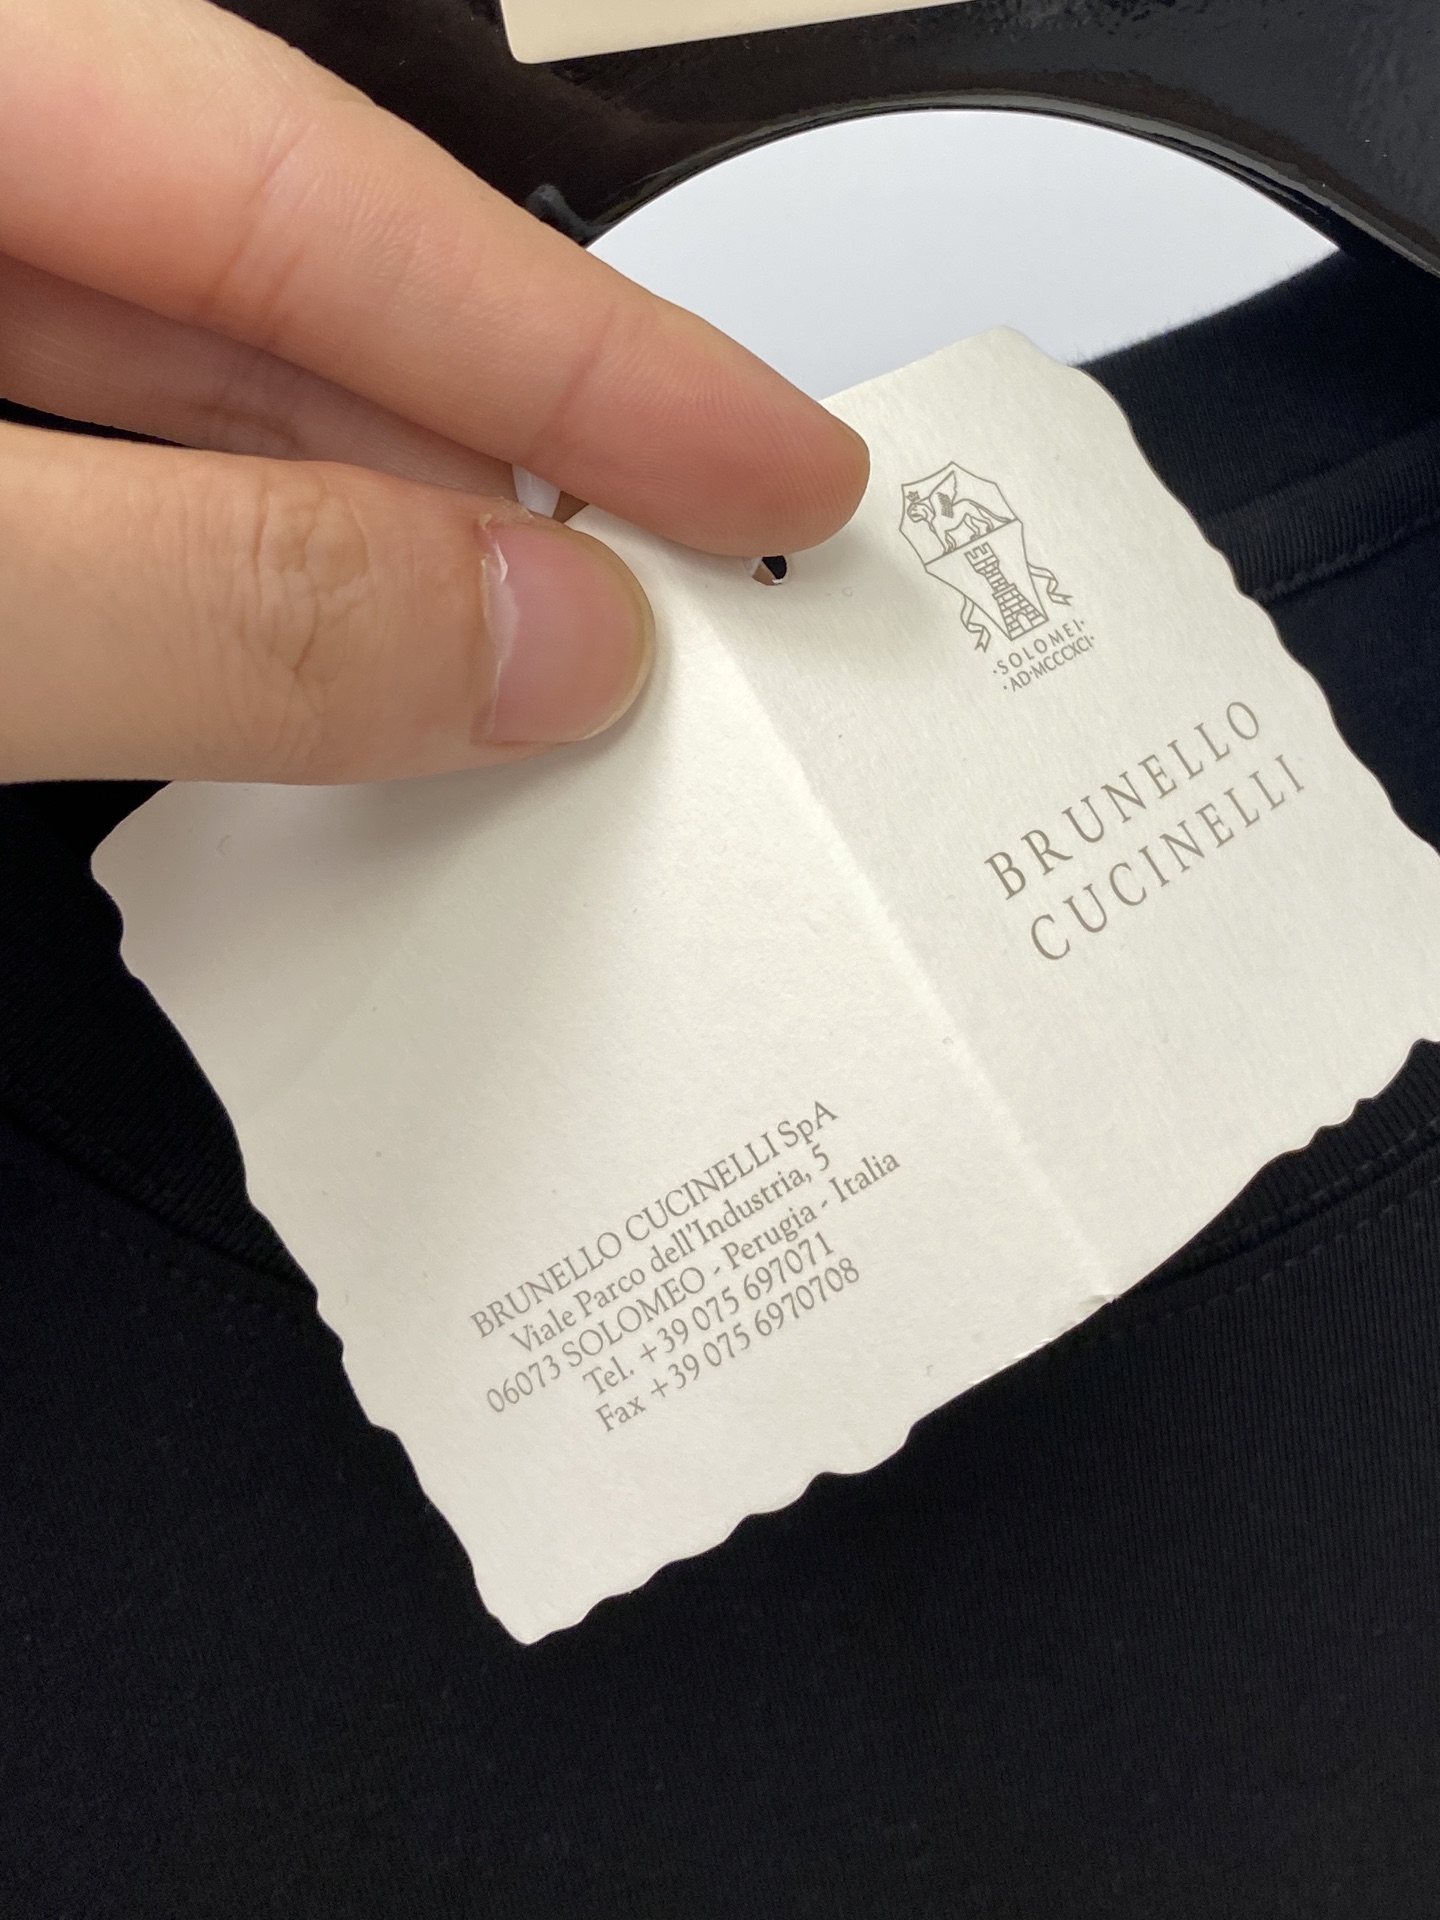 ·SOLOMEI·
·AD·MCCCXCI·
BRUNELLO
CUCINELLI
BRUNELLO CUCINELLI SpA
Viale Parco dell'Industria, 5
06073 SOLOMEO - Perugia - Italia
Tel. +39 075 697071
Fax +39 075 6970708